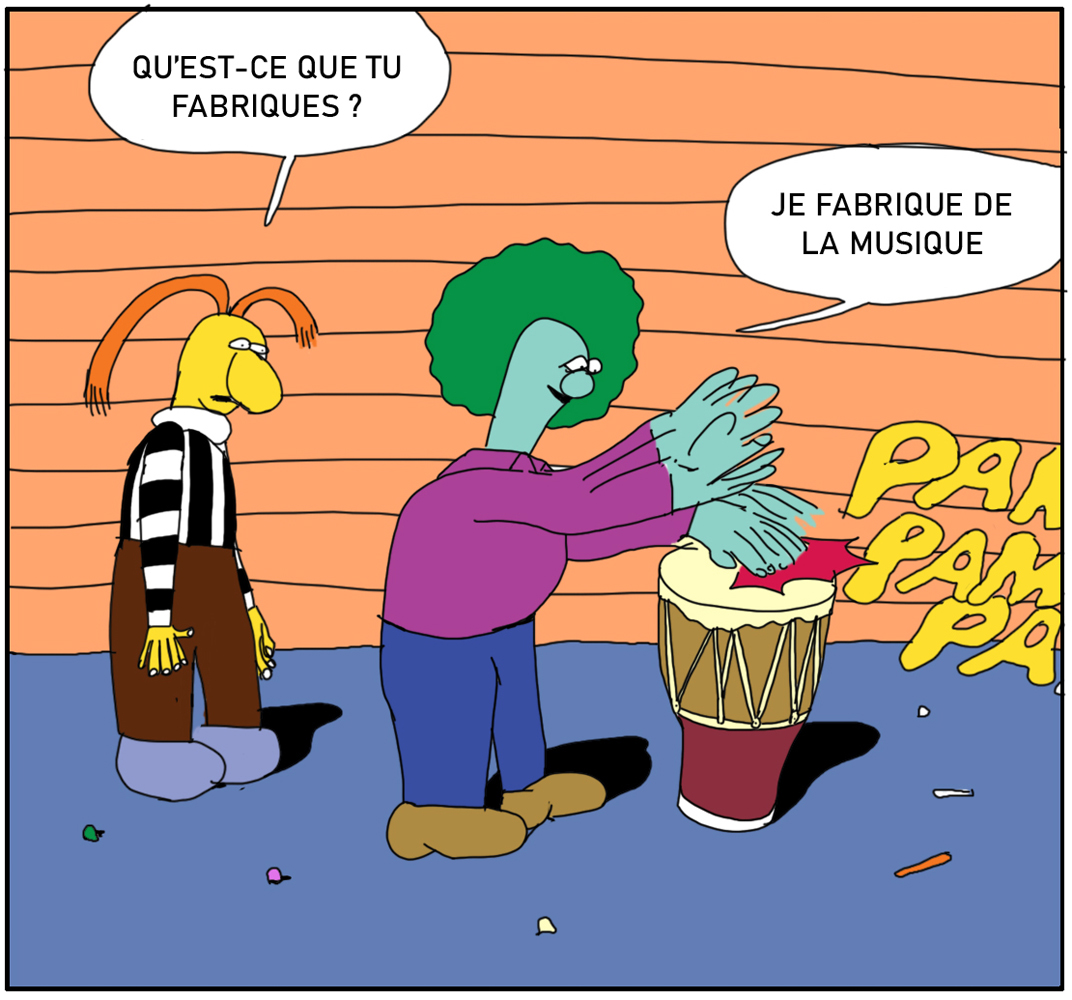 QU'EST-CE QUE TU
FABRIQUES ?
JE FABRIQUE DE
LA MUSIQUE
PAM
PAM
PA